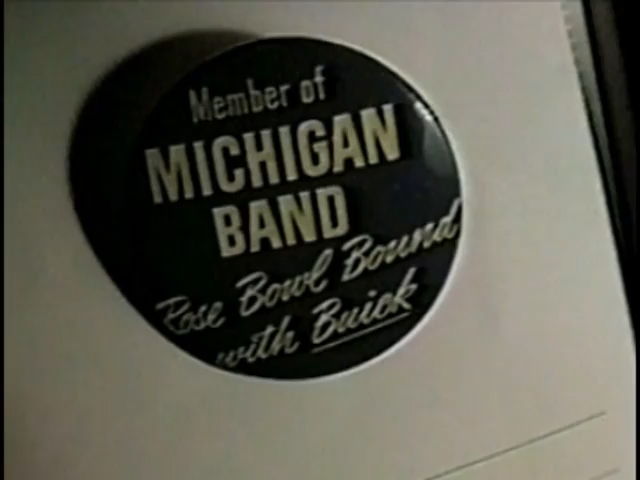 Member of
MICHIGAN
BAND
Rose Bowl Bound
with Buick